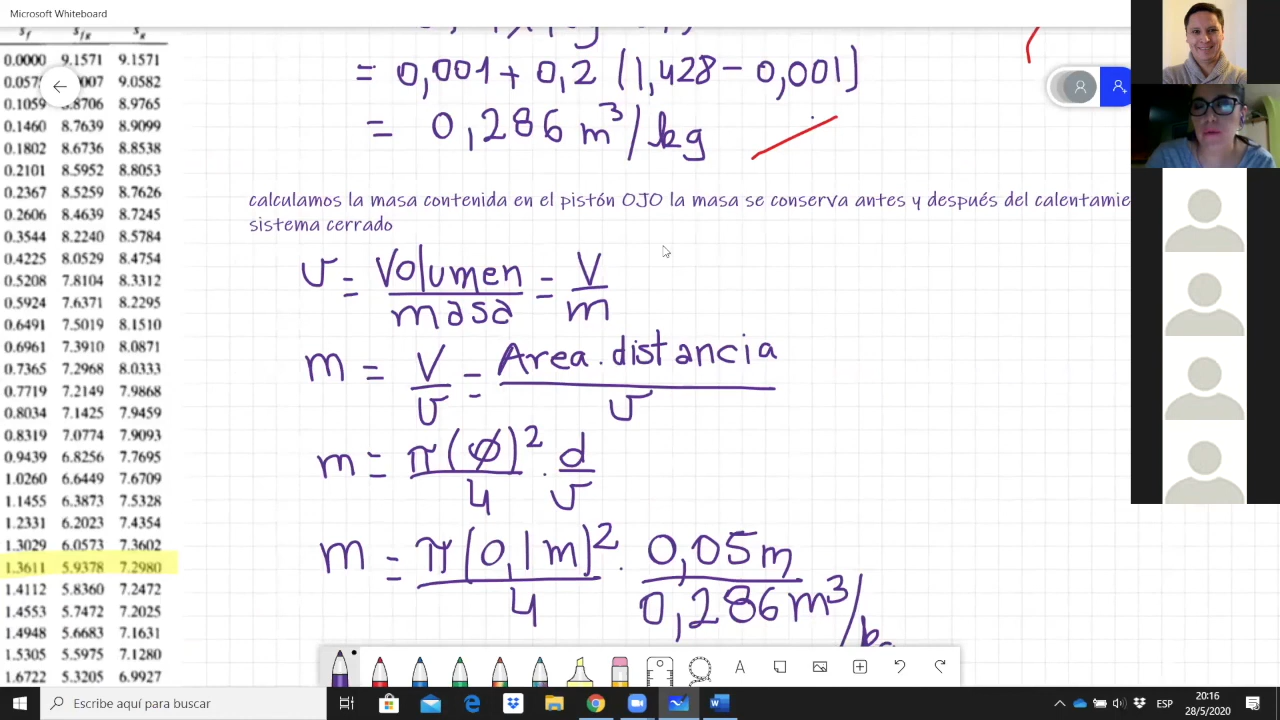 Microsoft Whiteboard
s_f s_fg s_g
0.0000 9.1571 9.1571
9.0582
0.1059 8.8706 8.9765
0.1460 8.7639 8.9099
0.1802 8.6736 8.8538
0.2101 8.5952 8.8053
0.2367 8.5259 8.7626
0.2606 8.4639 8.7245
0.3544 8.2240 8.5784
0.4225 8.0529 8.4754
0.5208 7.8104 8.3312
0.5924 7.6371 8.2295
0.6491 7.5019 8.1510
0.6961 7.3910 8.0871
0.7365 7.2968 8.0333
0.7719 7.2149 7.9868
0.8034 7.1425 7.9459
0.8319 7.0774 7.9093
0.9439 6.8256 7.7695
1.0260 6.6449 7.6709
1.1455 6.3873 7.5328
1.2331 6.2023 7.4354
1.3029 6.0573 7.3602
1.3611 5.9378 7.2980
1.4112 5.8360 7.2472
1.4553 5.7472 7.2025
1.4948 5.6683 7.1631
1.5305 5.5975 7.1280
1.6722 5.3205 6.9927
= 0,001 + 0,2 (1,428 - 0,001)
= 0,286 m³/kg
calculamos la masa contenida en el pistón OJO la masa se conserva antes y después del calentamie
sistema cerrado
v = Volumen/masa = V/m
m = V/v = Area . distancia/v
m = π(ϕ)²/4 . d/v
m = π(0,1m)²/4 . 0,05m/0,286m³/kg
A
Escribe aquí para buscar
ESP
20:16
28/5/2020